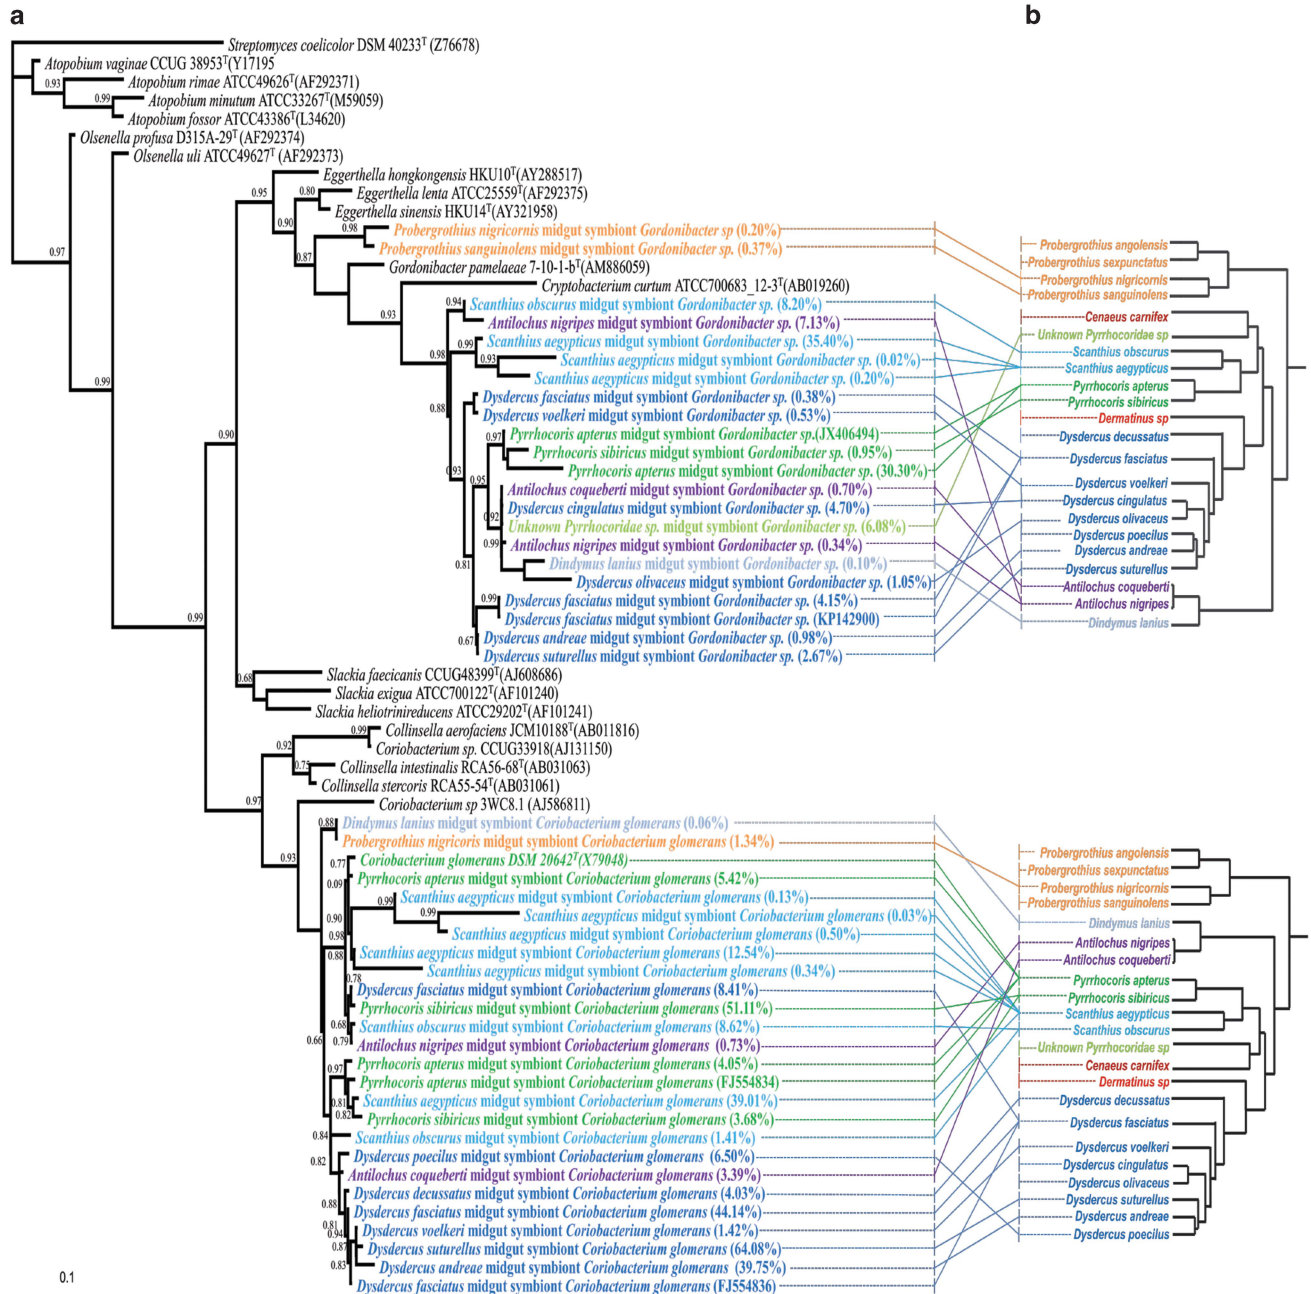 a
b
Streptomyces coelicolor DSM 40233T (Z76678)
Atopobium vaginae CCUG 38953T(Y17195
Atopobium rimae ATCC49626T(AF292371)
0.93
Atopobium minutum ATCC33267T(M59059)
0.99
Atopobium fossor ATCC43386T(L34620)
Olsenella profusa D315A-29T(AF292374)
Olsenella uli ATCC49627T (AF292373)
Eggerthella hongkongensis HKU10T(AY288517)
0.95
0.80
Eggerthella lenta ATCC25559T(AF292375)
Eggerthella sinensis HKU14T(AY321958)
0.90
0.98
Probergrothius nigricornis midgut symbiont Gordonibacter sp (0.20%)
Probergrothius sanguinolens midgut symbiont Gordonibacter sp. (0.37%)
0.97
0.87
Gordonibacter pamelaeae 7-10-1-bT(AM886059)
Cryptobacterium curtum ATCC700683_12-3T(AB019260)
0.94
Scanthius obscurus midgut symbiont Gordonibacter sp. (8.20%)
0.93
Antilochus nigripes midgut symbiont Gordonibacter sp. (7.13%)
0.99
Scanthius aegypticus midgut symbiont Gordonibacter sp. (35.40%)
0.98
0.93
Scanthius aegypticus midgut symbiont Gordonibacter sp. (0.02%)
Scanthius aegypticus midgut symbiont Gordonibacter sp. (0.20%)
0.99
Dysdercus fasciatus midgut symbiont Gordonibacter sp. (0.38%)
0.88
Dysdercus voelkeri midgut symbiont Gordonibacter sp. (0.53%)
0.90
0.97
Pyrrhocoris apterus midgut symbiont Gordonibacter sp.(JX406494)
Pyrrhocoris sibiricus midgut symbiont Gordonibacter sp. (0.95%)
0.93
Pyrrhocoris apterus midgut symbiont Gordonibacter sp. (30.30%)
0.95
Antilochus coqueberti midgut symbiont Gordonibacter sp. (0.70%)
Dysdercus cingulatus midgut symbiont Gordonibacter sp. (4.70%)
0.92
Unknown Pyrrhocoridae sp. midgut symbiont Gordonibacter sp. (6.08%)
0.99
Antilochus nigripes midgut symbiont Gordonibacter sp. (0.34%)
0.81
Dindymus lanius midgut symbiont Gordonibacter sp. (0.10%)
Dysdercus olivaceus midgut symbiont Gordonibacter sp. (1.05%)
0.99
Dysdercus fasciatus midgut symbiont Gordonibacter sp. (4.15%)
0.99
Dysdercus fasciatus midgut symbiont Gordonibacter sp. (KP142900)
0.67
Dysdercus andreae midgut symbiont Gordonibacter sp. (0.98%)
Dysdercus suturellus midgut symbiont Gordonibacter sp. (2.67%)
0.68
Slackia faecicanis CCUG48399T(AJ608686)
Slackia exigua ATCC700122T(AF101240)
Slackia heliotrinireducens ATCC29202T(AF101241)
0.99
Collinsella aerofaciens JCM10188T(AB011816)
0.92
Coriobacterium sp. CCUG33918(AJ131150)
0.75
Collinsella intestinalis RCA56-68T(AB031063)
Collinsella stercoris RCA55-54T(AB031061)
0.97
Coriobacterium sp 3WC8.1 (AJ586811)
0.88
Dindymus lanius midgut symbiont Coriobacterium glomerans (0.06%)
Probergrothius nigricoris midgut symbiont Coriobacterium glomerans (1.34%)
0.93
0.77
Coriobacterium glomerans DSM 20642T(X79048)
0.09
Pyrrhocoris apterus midgut symbiont Coriobacterium glomerans (5.42%)
0.99
Scanthius aegypticus midgut symbiont Coriobacterium glomerans (0.13%)
0.90
0.99
Scanthius aegypticus midgut symbiont Coriobacterium glomerans (0.03%)
0.98
Scanthius aegypticus midgut symbiont Coriobacterium glomerans (0.50%)
0.88
Scanthius aegypticus midgut symbiont Coriobacterium glomerans (12.54%)
Scanthius aegypticus midgut symbiont Coriobacterium glomerans (0.34%)
0.78
Dysdercus fasciatus midgut symbiont Coriobacterium glomerans (8.41%)
Pyrrhocoris sibiricus midgut symbiont Coriobacterium glomerans (51.11%)
0.68
Scanthius obscurus midgut symbiont Coriobacterium glomerans (8.62%)
0.66
0.79
Antilochus nigripes midgut symbiont Coriobacterium glomerans (0.73%)
0.97
Pyrrhocoris apterus midgut symbiont Coriobacterium glomerans (4.05%)
Pyrrhocoris apterus midgut symbiont Coriobacterium glomerans (FJ554834)
0.81
Scanthius aegypticus midgut symbiont Coriobacterium glomerans (39.01%)
0.82
Pyrrhocoris sibiricus midgut symbiont Coriobacterium glomerans (3.68%)
0.84
Scanthius obscurus midgut symbiont Coriobacterium glomerans (1.41%)
0.82
Dysdercus poecilus midgut symbiont Coriobacterium glomerans (6.50%)
Antilochus coqueberti midgut symbiont Coriobacterium glomerans (3.39%)
0.88
Dysdercus decussatus midgut symbiont Coriobacterium glomerans (4.03%)
Dysdercus fasciatus midgut symbiont Coriobacterium glomerans (44.14%)
0.81
0.94
Dysdercus voelkeri midgut symbiont Coriobacterium glomerans (1.42%)
0.87
Dysdercus suturellus midgut symbiont Coriobacterium glomerans (64.08%)
0.83
Dysdercus andreae midgut symbiont Coriobacterium glomerans (39.75%)
Dysdercus fasciatus midgut symbiont Coriobacterium glomerans (FJ554836)
0.1
Probergrothius angolensis
Probergrothius sexpunctatus
Probergrothius nigricornis
Probergrothius sanguinolens
Cenaeus carnifex
Unknown Pyrrhocoridae sp
Scanthius obscurus
Scanthius aegypticus
Pyrrhocoris apterus
Pyrrhocoris sibiricus
Dermatinus sp
Dysdercus decussatus
Dysdercus fasciatus
Dysdercus voelkeri
Dysdercus cingulatus
Dysdercus olivaceus
Dysdercus poecilus
Dysdercus andreae
Dysdercus suturellus
Antilochus coqueberti
Antilochus nigripes
Dindymus lanius
Probergrothius angolensis
Probergrothius sexpunctatus
Probergrothius nigricornis
Probergrothius sanguinolens
Dindymus lanius
Antilochus nigripes
Antilochus coqueberti
Pyrrhocoris apterus
Pyrrhocoris sibiricus
Scanthius aegypticus
Scanthius obscurus
Unknown Pyrrhocoridae sp
Cenaeus carnifex
Dermatinus sp
Dysdercus decussatus
Dysdercus fasciatus
Dysdercus voelkeri
Dysdercus cingulatus
Dysdercus olivaceus
Dysdercus suturellus
Dysdercus andreae
Dysdercus poecilus